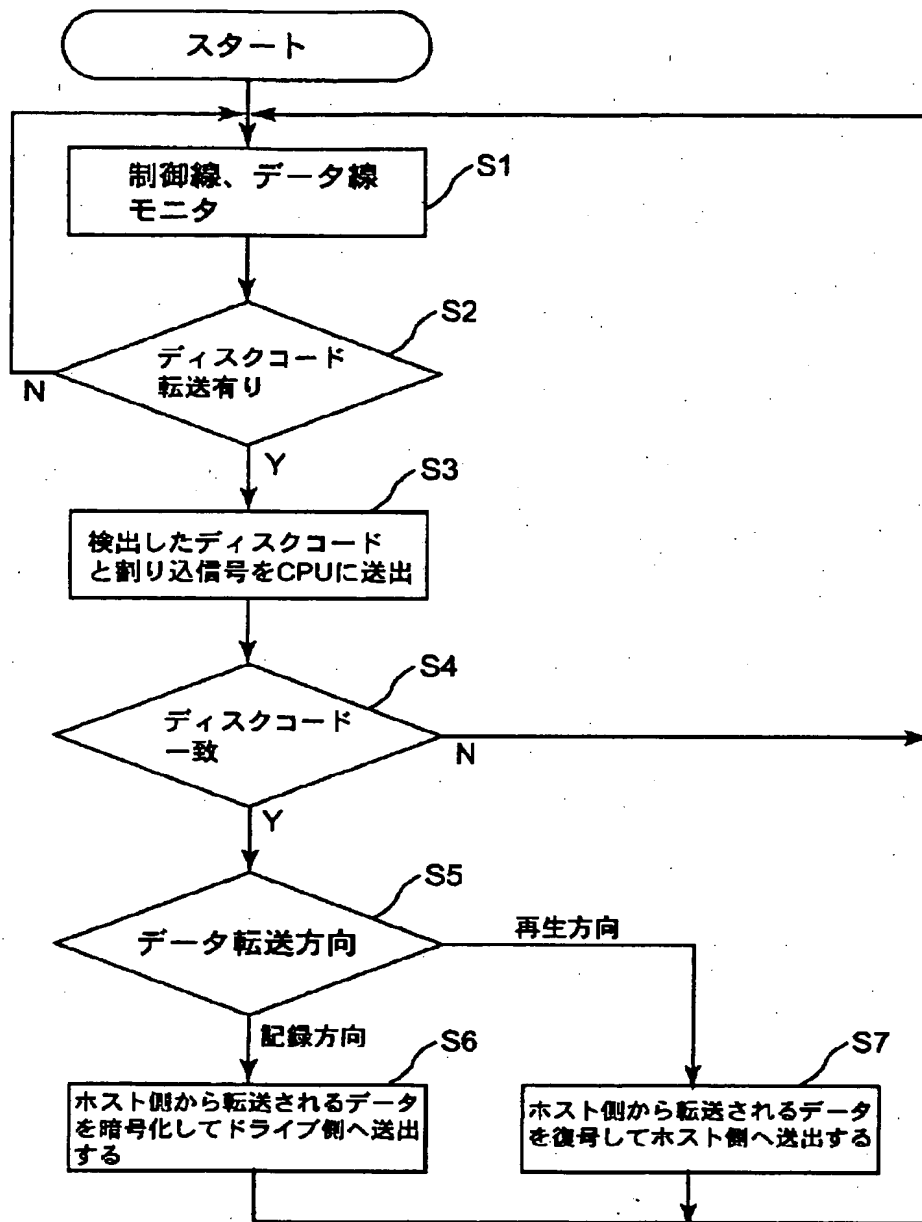 スタート
制御線、データ線
モニタ
S1
ディスクコード
転送有り
S2
N
Y
検出したディスクコード
と割り込信号をCPUに送出
S3
ディスクコード
一致
S4
N
Y
データ転送方向
S5
再生方向
記録方向
ホスト側から転送されるデータ
を暗号化してドライブ側へ送出
する
S6
ホスト側から転送されるデータ
を復号してホスト側へ送出する
S7